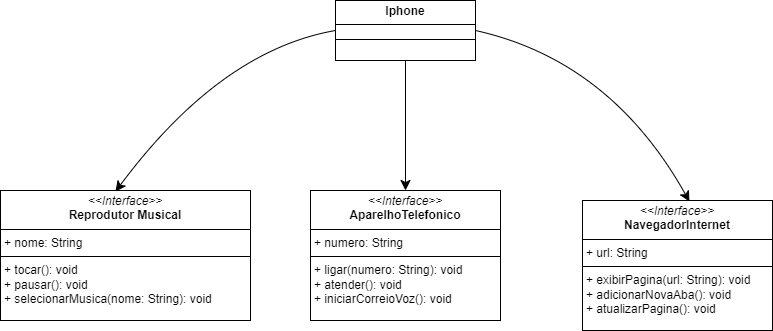 Iphone
<<Interface>>
Reprodutor Musical
+ nome: String
+ tocar(): void
+ pausar(): void
+ selecionarMusica(nome: String): void
<<Interface>>
AparelhoTelefonico
+ numero: String
+ ligar(numero: String): void
+ atender(): void
+ iniciarCorreioVoz(): void
<<Interface>>
NavegadorInternet
+ url: String
+ exibirPagina(url: String): void
+ adicionarNovaAba(): void
+ atualizarPagina(): void